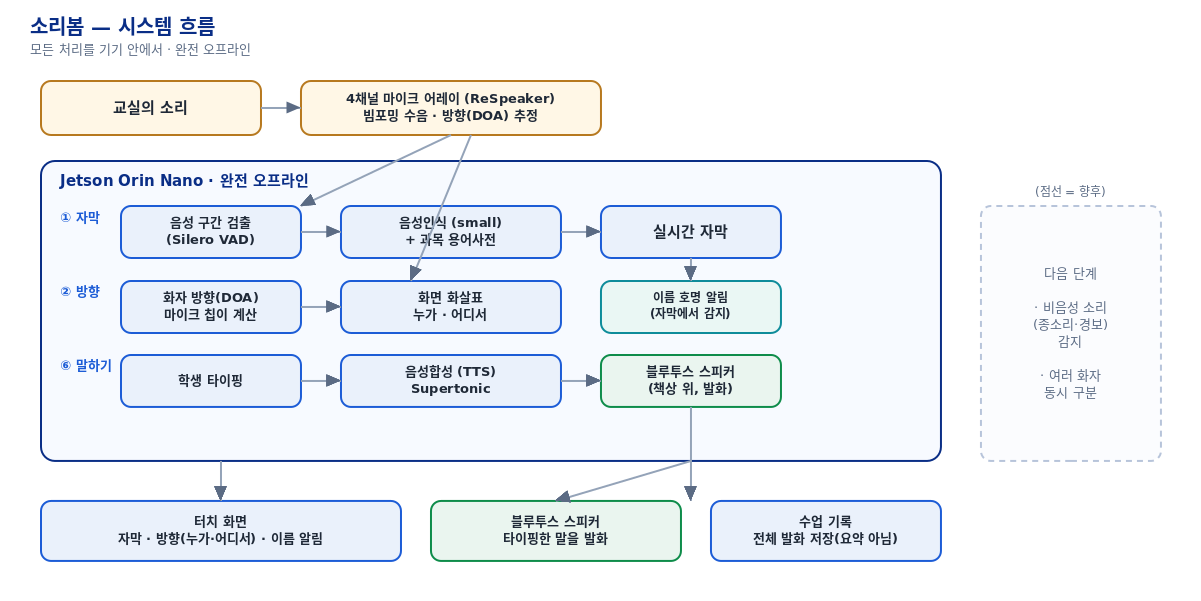 소리봄 — 시스템 흐름
모든 처리를 기기 안에서 · 완전 오프라인
교실의 소리
4채널 마이크 어레이 (ReSpeaker)
빔포밍 수음 · 방향(DOA) 추정
Jetson Orin Nano · 완전 오프라인
① 자막
음성 구간 검출
(Silero VAD)
음성인식 (small)
+ 과목 용어사전
실시간 자막
② 방향
화자 방향(DOA)
마이크 칩이 계산
화면 화살표
누가 · 어디서
이름 호명 알림
(자막에서 감지)
⑥ 말하기
학생 타이핑
음성합성 (TTS)
Supertonic
블루투스 스피커
(책상 위, 발화)
(점선 = 향후)
다음 단계
· 비음성 소리
(종소리·경보)
감지
· 여러 화자
동시 구분
터치 화면
자막 · 방향(누가·어디서) · 이름 알림
블루투스 스피커
타이핑한 말을 발화
수업 기록
전체 발화 저장(요약 아님)